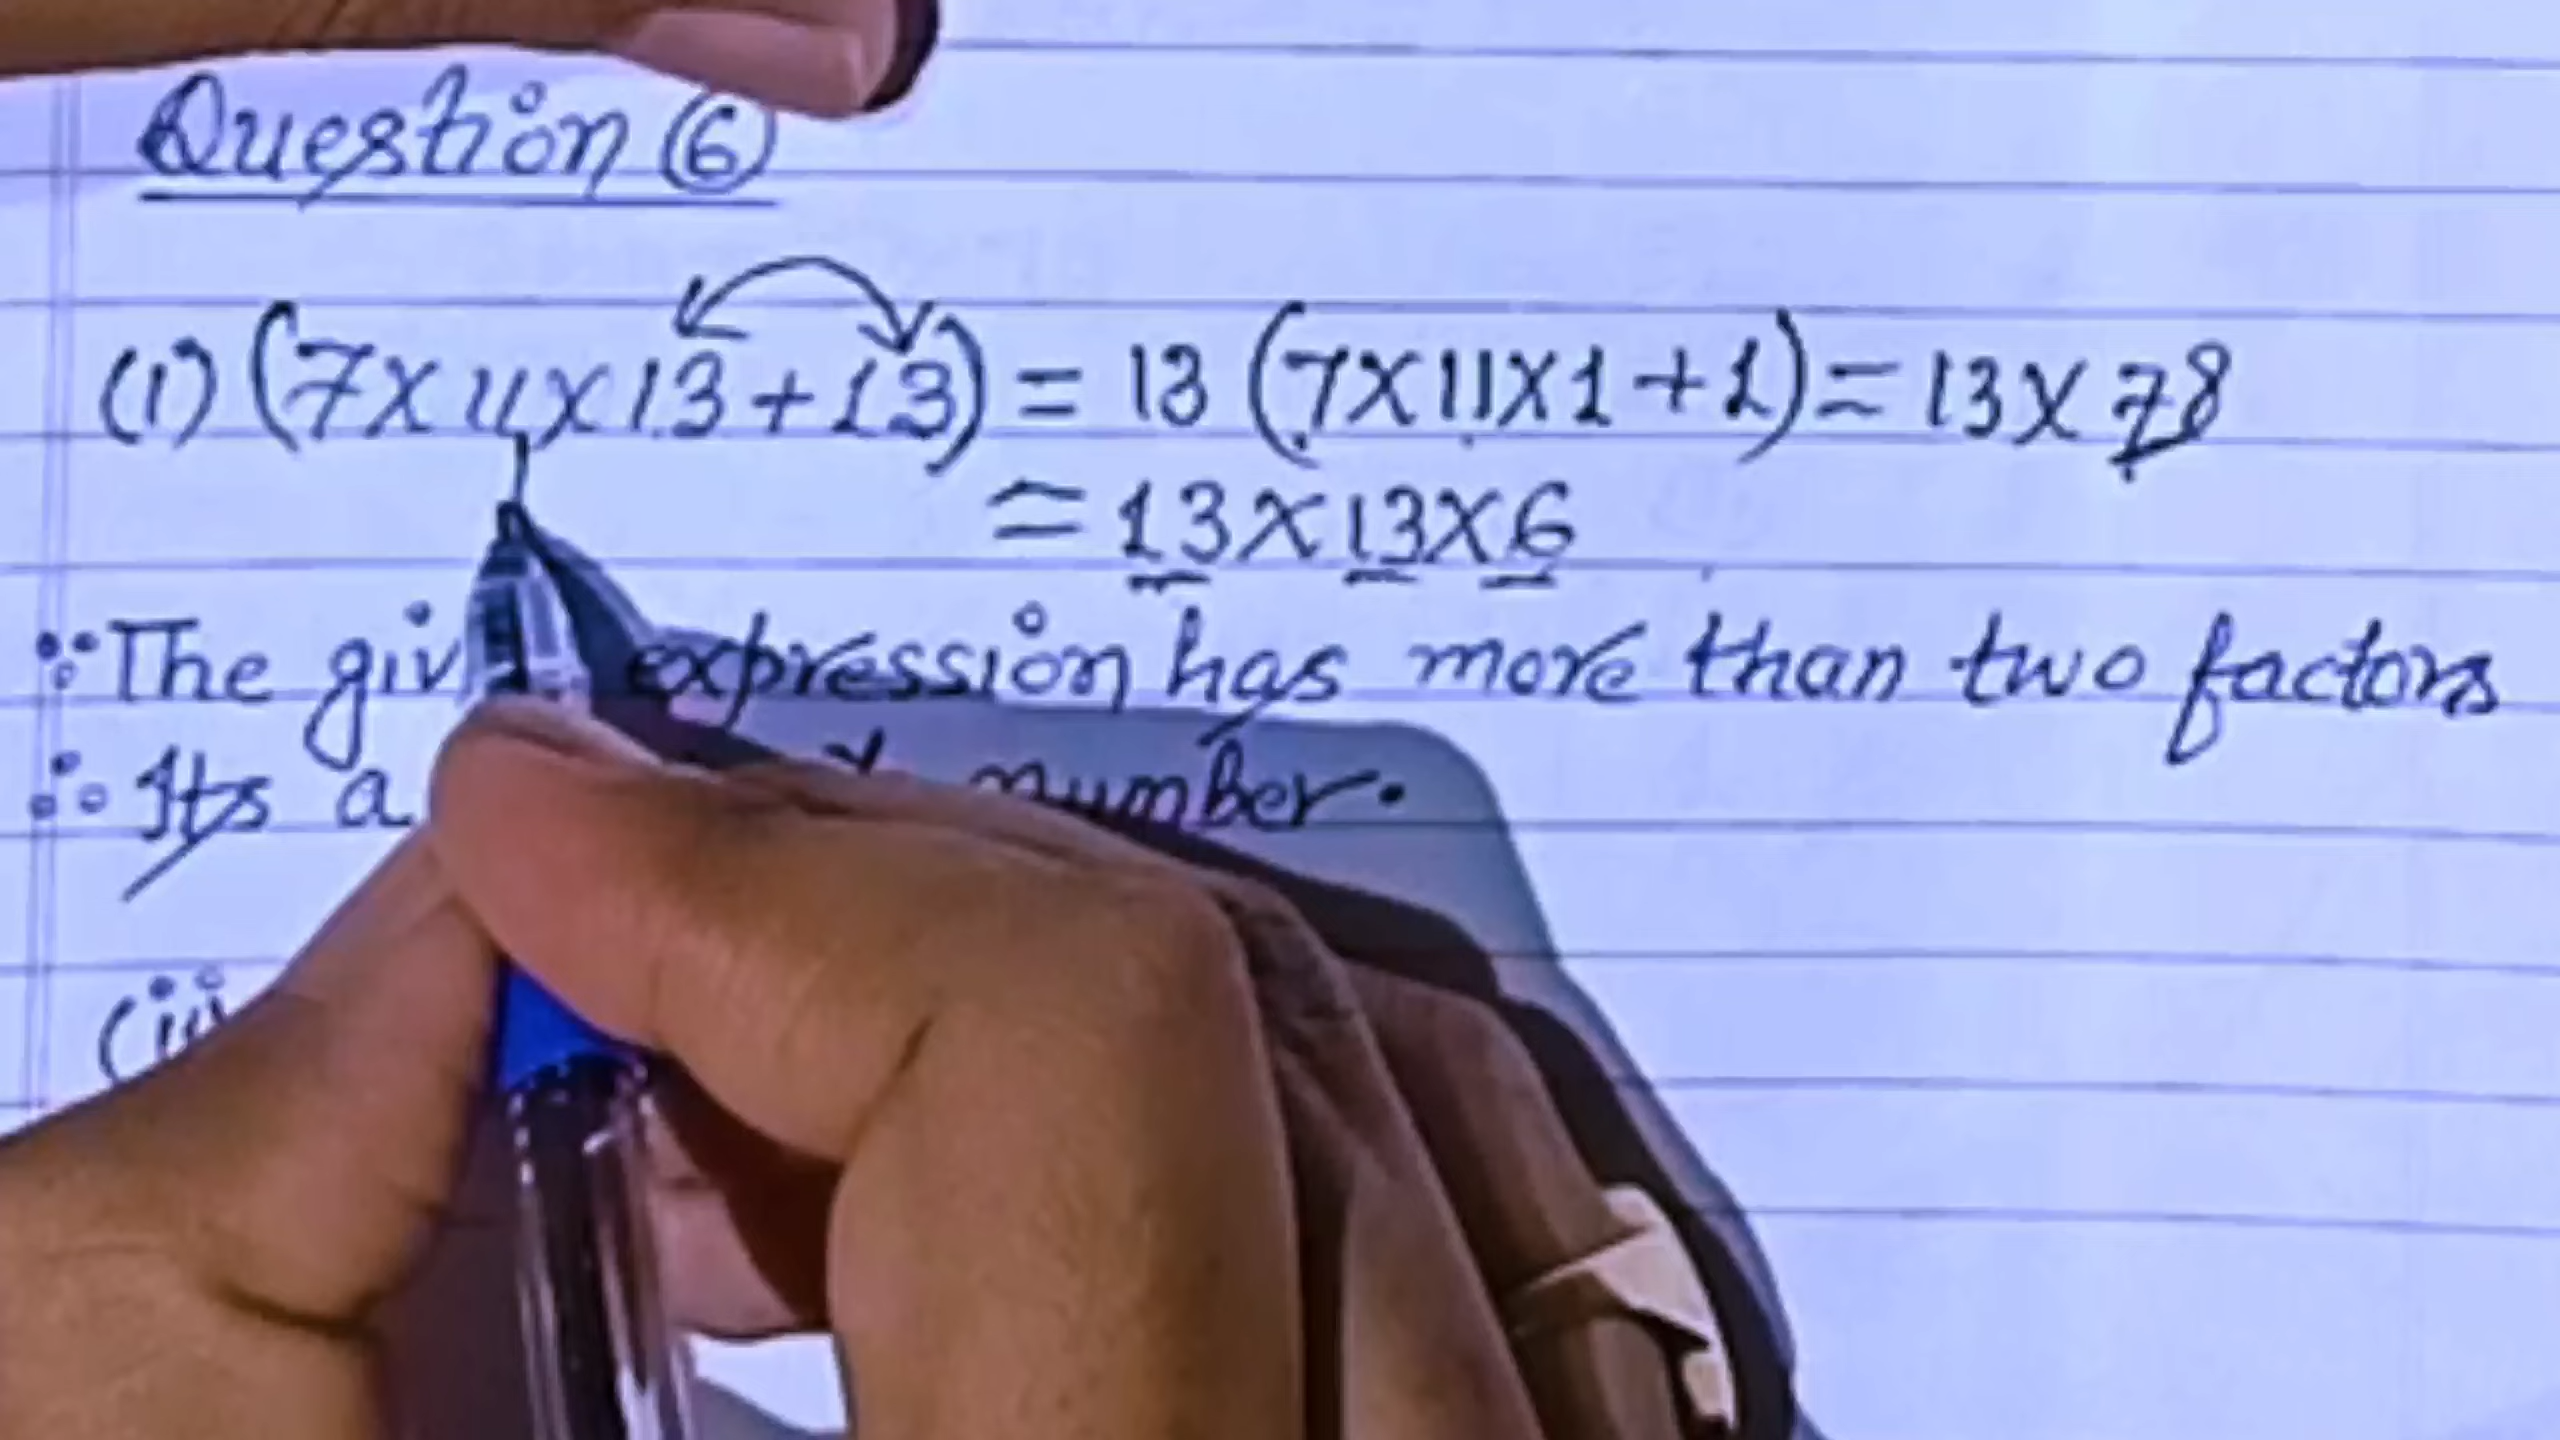 Question ⑥
(i) (7×11×13+13) = 13 (7×11×1+1) = 13×78
= 13×13×6
∵ The expression has more than two factors
∴ Its a number.
(ii